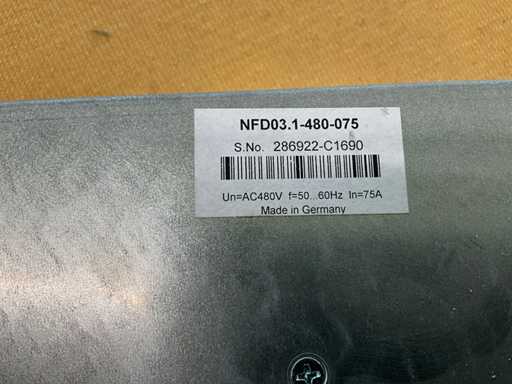 NFD03.1-480-075
S.No. 286922-C1690
Un=AC480V f=50...60Hz In=75A
Made in Germany